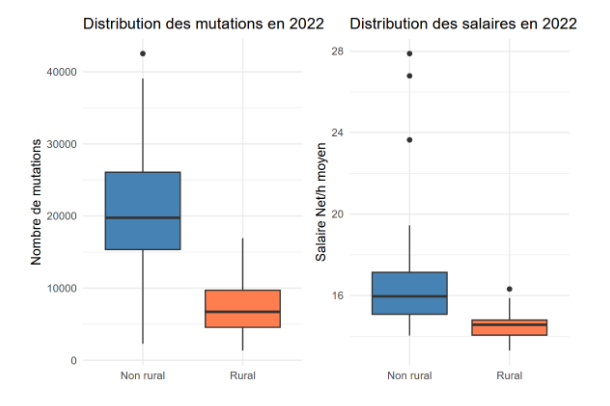 Distribution des mutations en 2022
Nombre de mutations
40000
30000
20000
10000
0
Non rural
Rural
Distribution des salaires en 2022
Salaire Net/h moyen
28
24
20
16
Non rural
Rural